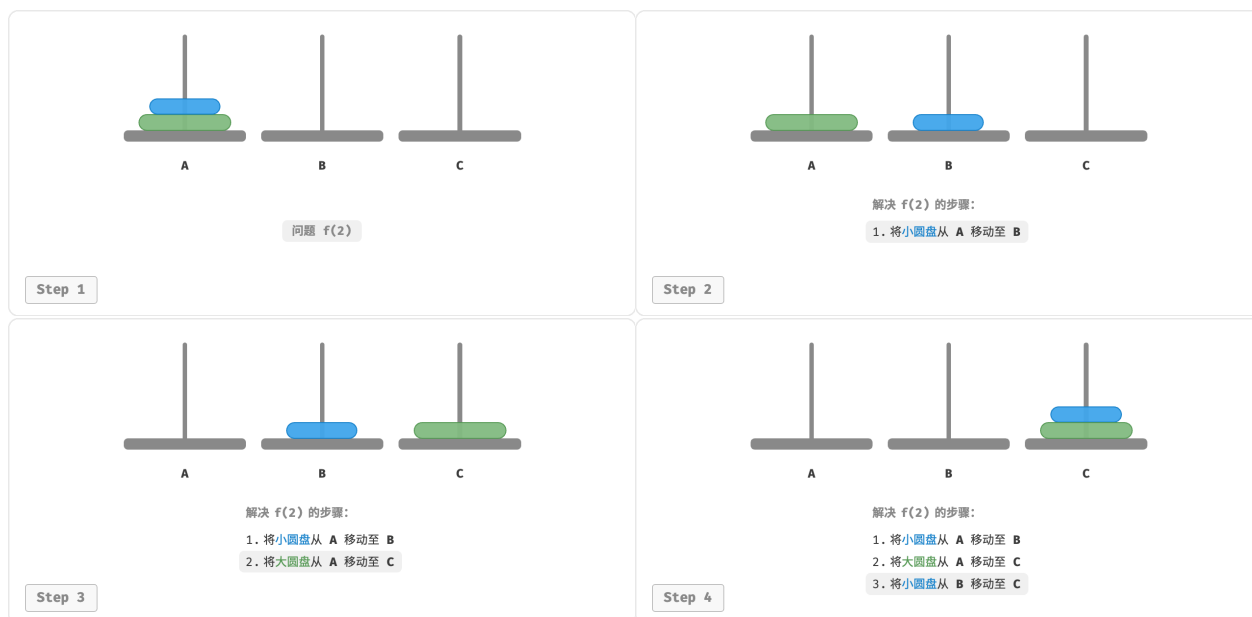 A B C
问题 f(2)
Step 1
A B C
解决 f(2) 的步骤：
1. 将小圆盘从 A 移动至 B
Step 2
A B C
解决 f(2) 的步骤：
1. 将小圆盘从 A 移动至 B
2. 将大圆盘从 A 移动至 C
Step 3
A B C
解决 f(2) 的步骤：
1. 将小圆盘从 A 移动至 B
2. 将大圆盘从 A 移动至 C
3. 将小圆盘从 B 移动至 C
Step 4